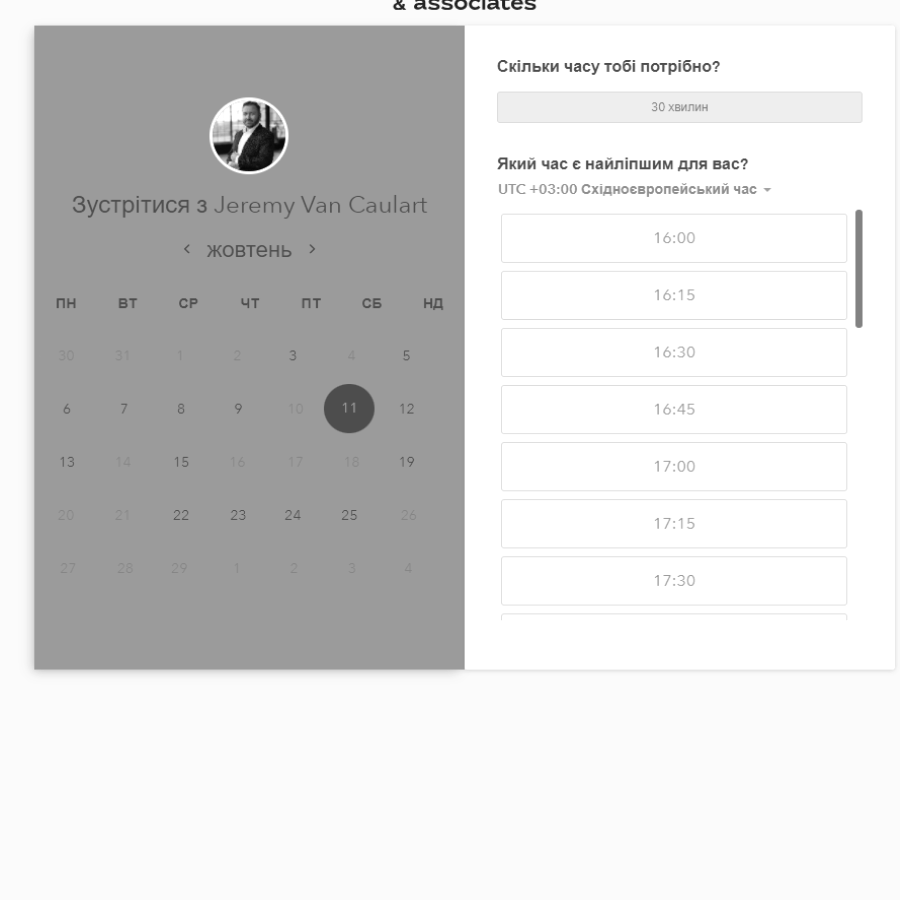 & associates
Зустрітися з Jeremy Van Caulart
жовтень
ПН ВТ СР ЧТ ПТ СБ НД
30 31 1 2 3 4 5
6 7 8 9 10 11 12
13 14 15 16 17 18 19
20 21 22 23 24 25 26
27 28 29 1 2 3 4
Скільки часу тобі потрібно?
30 хвилин
Який час є найліпшим для вас?
UTC +03:00 Східноєвропейський час
16:00
16:15
16:30
16:45
17:00
17:15
17:30